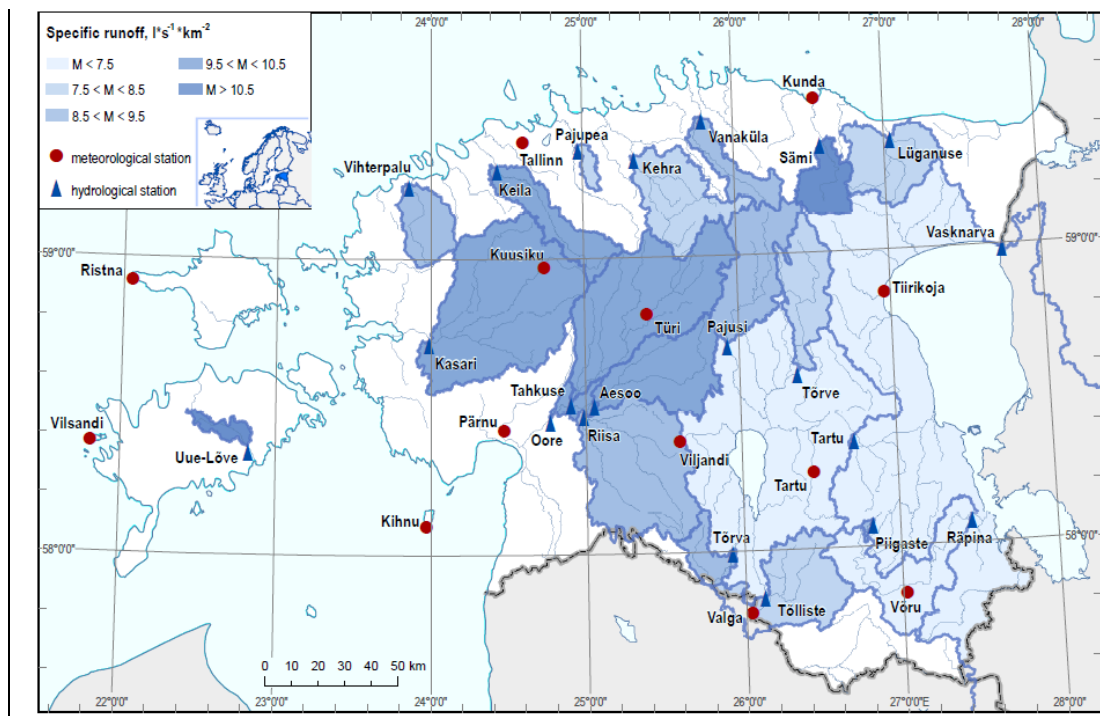 24°0'0"
25°0'0"
26°0'0"
27°0'0"
28°0'0"
Specific runoff, l*s⁻¹*km⁻²
M < 7.5
9.5 < M < 10.5
7.5 < M < 8.5
M > 10.5
8.5 < M < 9.5
meteorological station
hydrological station
Kunda
Tallinn
Pajupea
Vanaküla
Vihterpalu
Keila
Kehra
Sämi
Lüganuse
Vasknarva
59°0'0"
59°0'0"
Ristna
Kuusiku
Tiirikoja
Türi
Pajusi
Kasari
Tahkuse
Aesoo
Tõrve
Vilsandi
Pärnu
Oore
Riisa
Tartu
Uue-Lõve
Viljandi
Tartu
Kihnu
58°0'0"
58°0'0"
Tõrva
Piigaste
Räpina
Valga
Tõlliste
Võru
0 10 20 30 40 50 km
22°0'0"
23°0'0"
24°0'0"
25°0'0"
26°0'0"
27°0'0"
28°0'0"